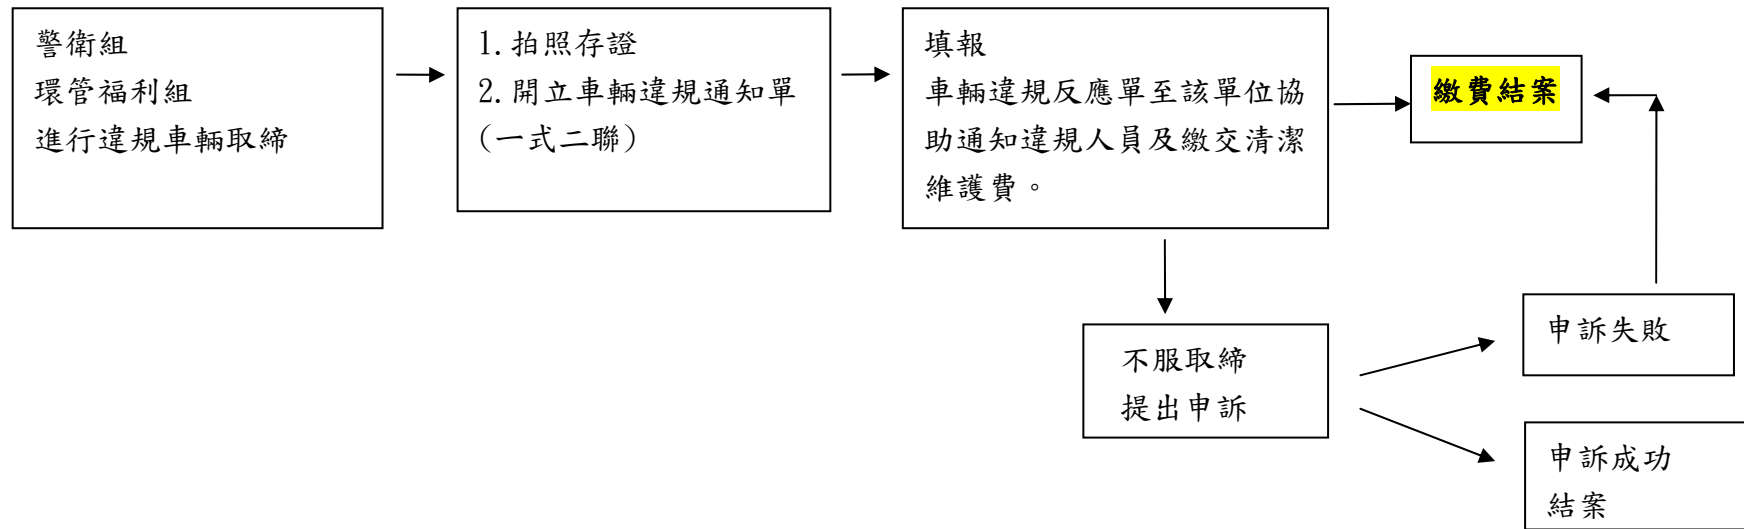 警衛組
環管福利組
進行違規車輛取締
1.拍照存證
2.開立車輛違規通知單
(一式二聯)
填報
車輛違規反應單至該單位協
助通知違規人員及繳交清潔
維護費。
繳費結案
不服取締
提出申訴
申訴失敗
申訴成功
結案